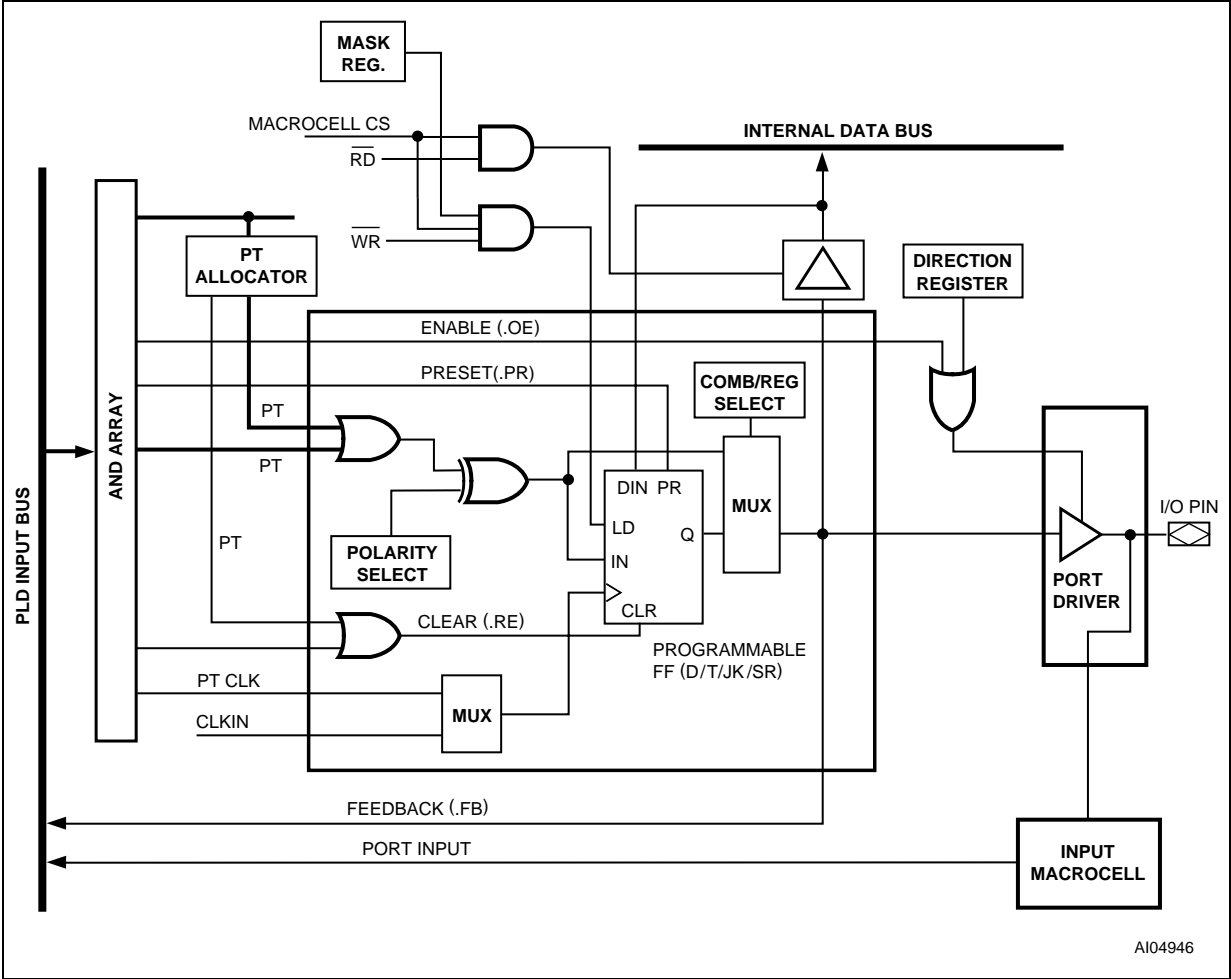 MASK
REG.
MACROCELL CS
RD
WR
INTERNAL DATA BUS
PT
ALLOCATOR
DIRECTION
REGISTER
ENABLE (.OE)
PRESET(.PR)
COMB/REG
SELECT
PT
PT
PT
AND ARRAY
PLD INPUT BUS
POLARITY
SELECT
DIN PR
LD
IN
Q
CLR
MUX
I/O PIN
PORT
DRIVER
CLEAR (.RE)
PROGRAMMABLE
FF (D/T/JK/SR)
PT CLK
CLKIN
MUX
FEEDBACK (.FB)
PORT INPUT
INPUT
MACROCELL
AI04946